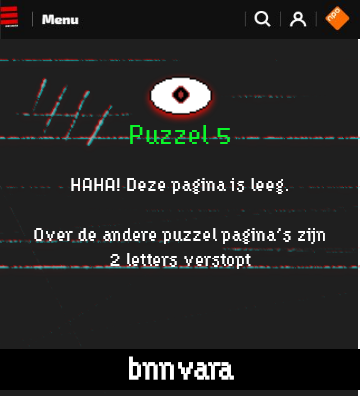 Menu
npo
Puzzel 5
HAHA! Deze pagina is leeg.
Over de andere puzzel pagina's zijn
2 letters verstopt
bnnvara